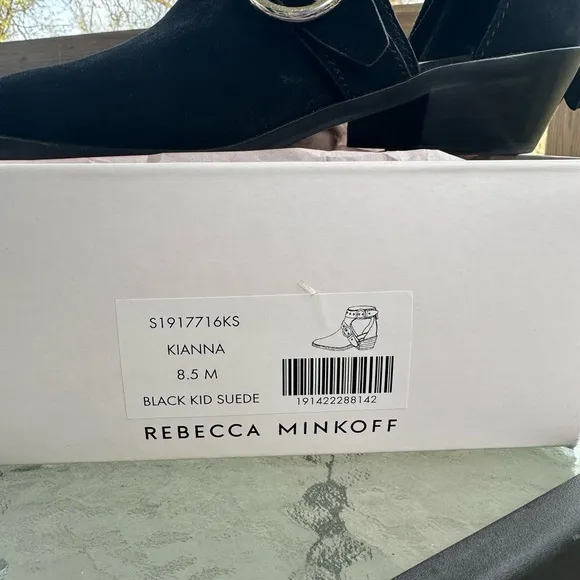 S1917716KS
KIANNA
8.5 M
BLACK KID SUEDE
191422288142
REBECCA MINKOFF